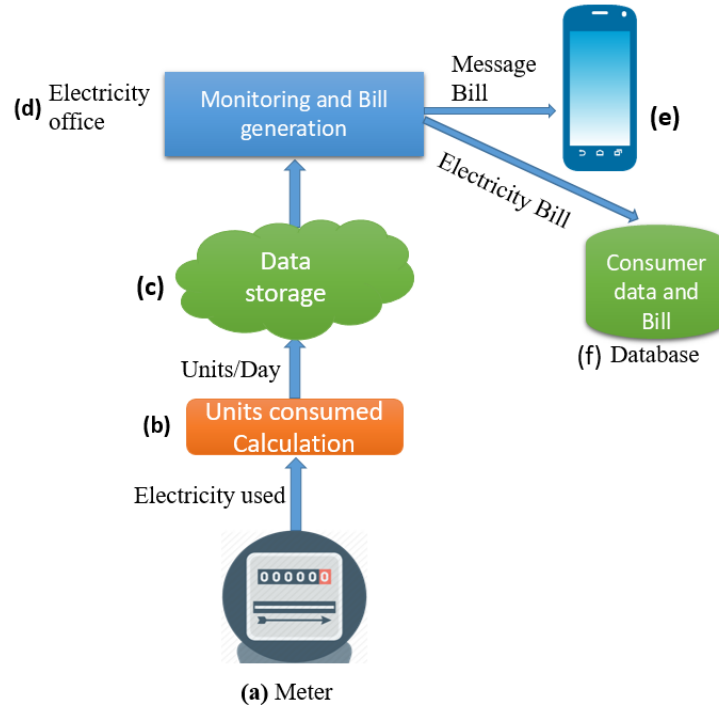 Message
Bill
(d) Electricity
office
Monitoring and Bill
generation
(e)
Electricity Bill
(c)
Data
storage
Consumer
data and
Bill
(f) Database
Units/Day
(b)
Units consumed
Calculation
Electricity used
000000
(a) Meter